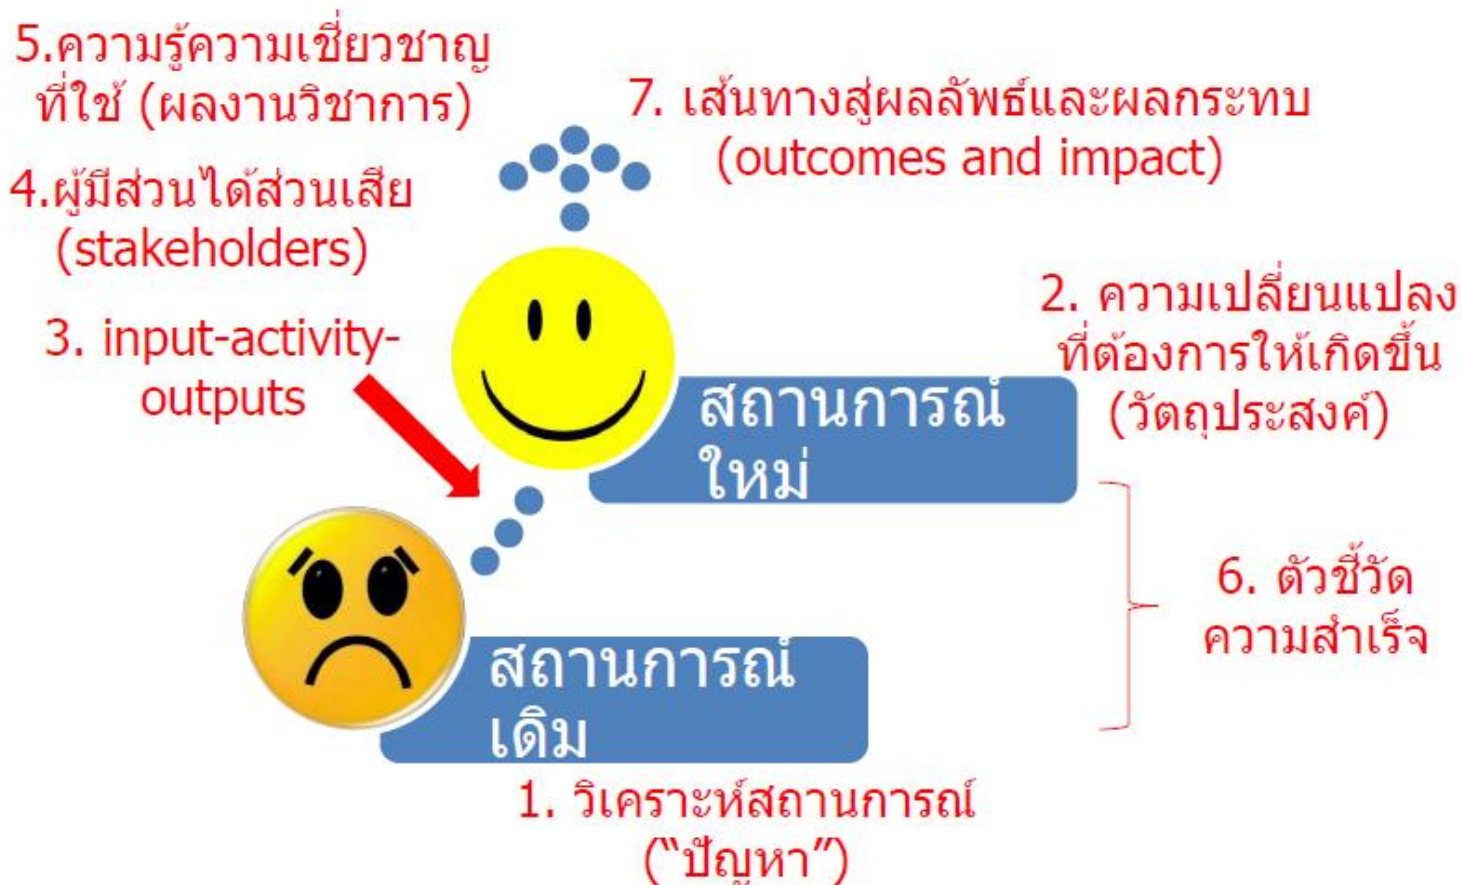 5.ความรู้ความเชี่ยวชาญ
ที่ใช้ (ผลงานวิชาการ)
7. เส้นทางสู่ผลลัพธ์และผลกระทบ
(outcomes and impact)
4.ผู้มีส่วนได้ส่วนเสีย
(stakeholders)
3. input-activity-
outputs
2. ความเปลี่ยนแปลง
ที่ต้องการให้เกิดขึ้น
(วัตถุประสงค์)
สถานการณ์
ใหม่
6. ตัวชี้วัด
ความสำเร็จ
สถานการณ์
เดิม
1. วิเคราะห์สถานการณ์
(“ปัญหา”)